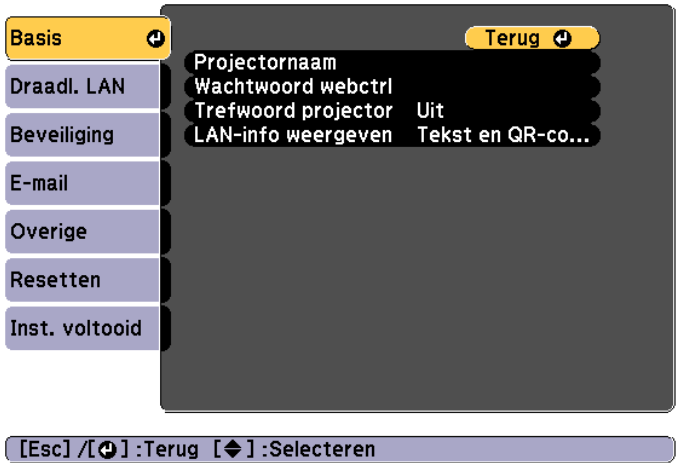 Basis
Draadl. LAN
Beveiliging
E-mail
Overige
Resetten
Inst. voltooid
Terug
Projectornaam
Wachtwoord webctrl
Trefwoord projector Uit
LAN-info weergeven Tekst en QR-co...
[Esc] /[ ] :Terug [ ] :Selecteren